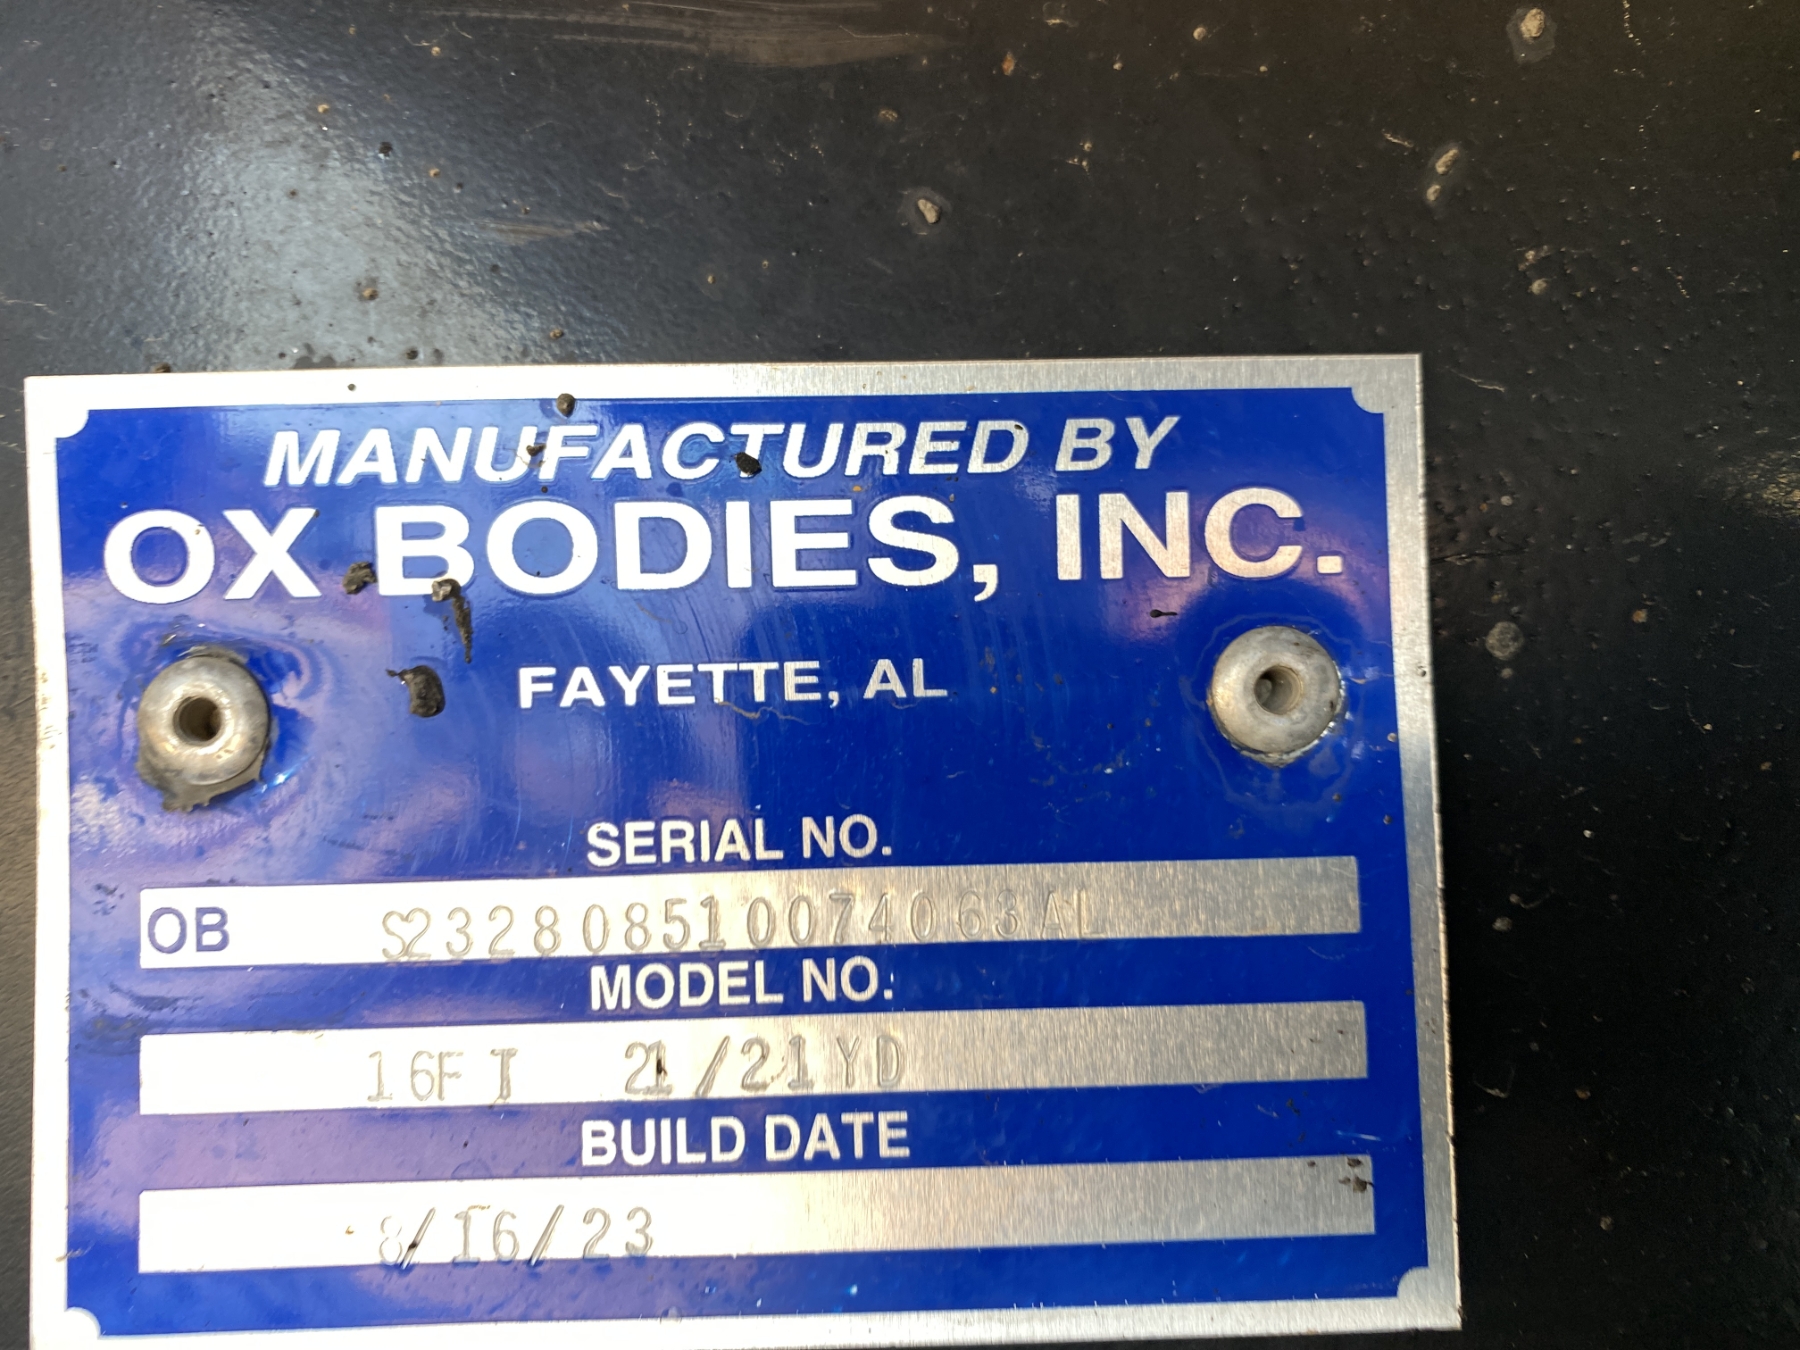 MANUFACTURED BY
OX BODIES, INC.
FAYETTE, AL
SERIAL NO.
OB S232808510074063AL
MODEL NO.
16FT 21/21YD
BUILD DATE
8/16/23